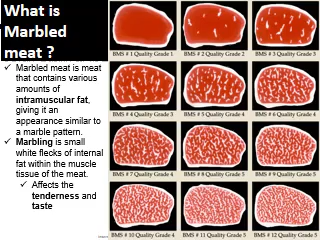 What is
Marbled
meat ?
✓ Marbled meat is meat
that contains various
amounts of
intramuscular fat,
giving it an
appearance similar to
a marble pattern.
✓ Marbling is small
white flecks of internal
fat within the muscle
tissue of the meat.
✓ Affects the
tenderness and
taste
BMS # 1 Quality Grade 1
BMS # 2 Quality Grade 2
BMS # 3 Quality Grade 3
BMS # 4 Quality Grade 3
BMS # 5 Quality Grade 4
BMS # 6 Quality Grade 4
BMS # 7 Quality Grade 4
BMS # 8 Quality Grade 5
BMS # 9 Quality Grade 5
BMS # 10 Quality Grade 4
BMS # 11 Quality Grade 5
BMS # 12 Quality Grade 5